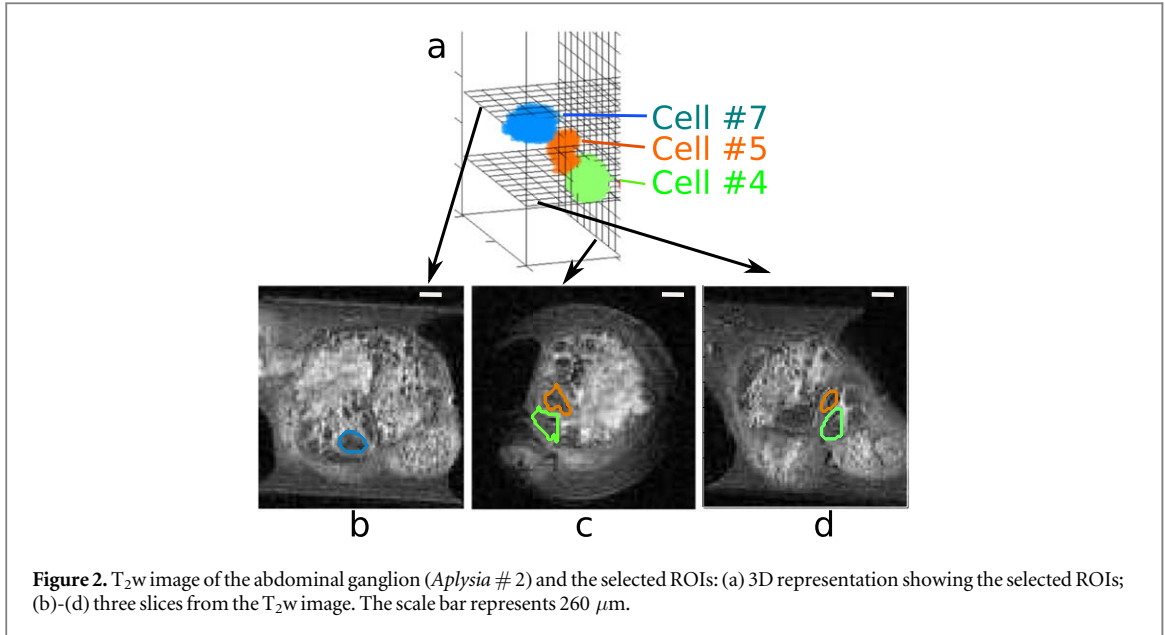 a
Cell #7
Cell #5
Cell #4
b c d
Figure 2. T₂w image of the abdominal ganglion (Aplysia # 2) and the selected ROIs: (a) 3D representation showing the selected ROIs;
(b)-(d) three slices from the T₂w image. The scale bar represents 260 μm.